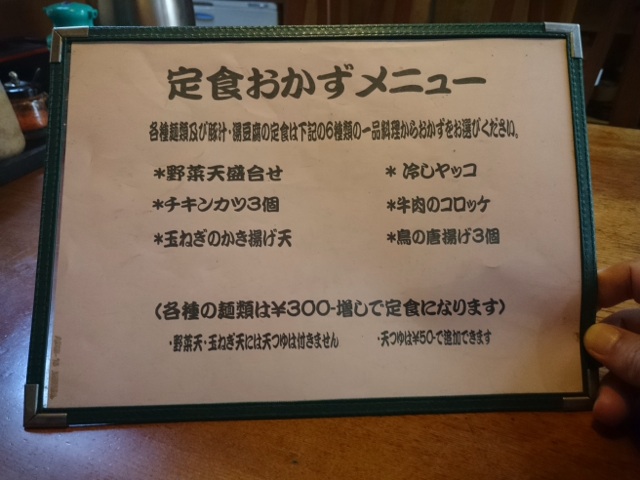 定食おかずメニュー
各種麺類及び豚汁・湯豆腐の定食は下記の6種類の一品料理からおかずをお選びください。
*野菜天盛合せ *冷しヤッコ
*チキンカツ3個 *牛肉のコロッケ
*玉ねぎのかき揚げ天 *鳥の唐揚げ3個
(各種の麺類は¥300-増しで定食になります)
・野菜天・玉ねぎ天には天つゆは付きません ・天つゆは¥50-で追加できます